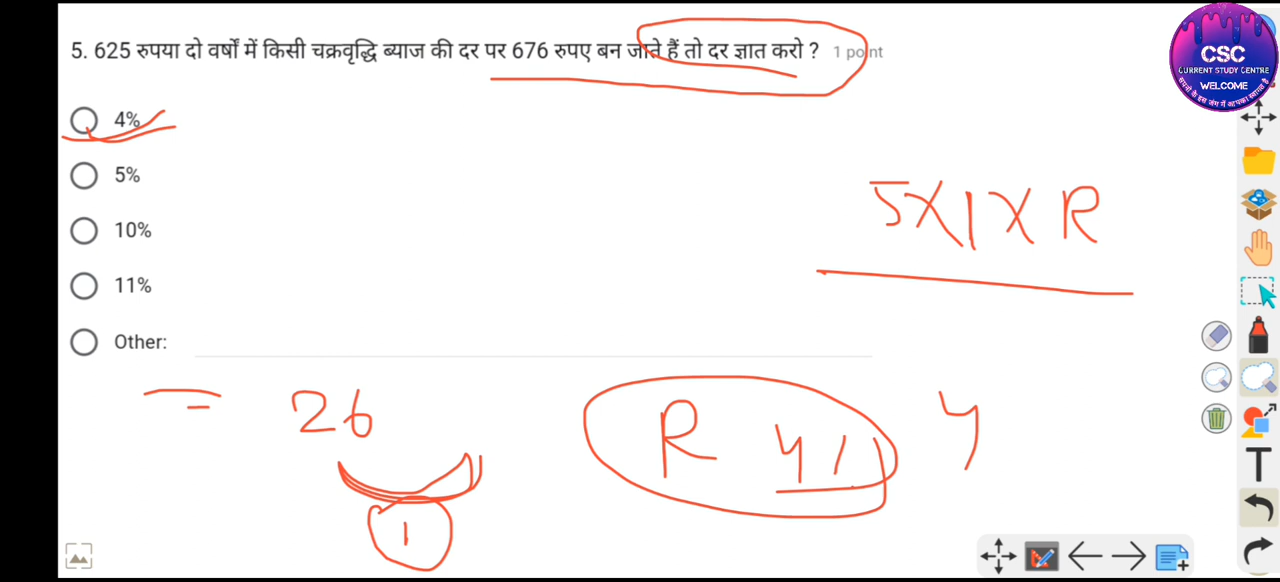 5. 625 रुपया दो वर्षों में किसी चक्रवृद्धि ब्याज की दर पर 676 रुपए बन जाते हैं तो दर ज्ञात करो ? 1 point
4%
5%
10%
11%
Other:
5 X 1 X R
= 26
1
R 4%
4
CSC
CURRENT STUDY CENTRE
WELCOME
T